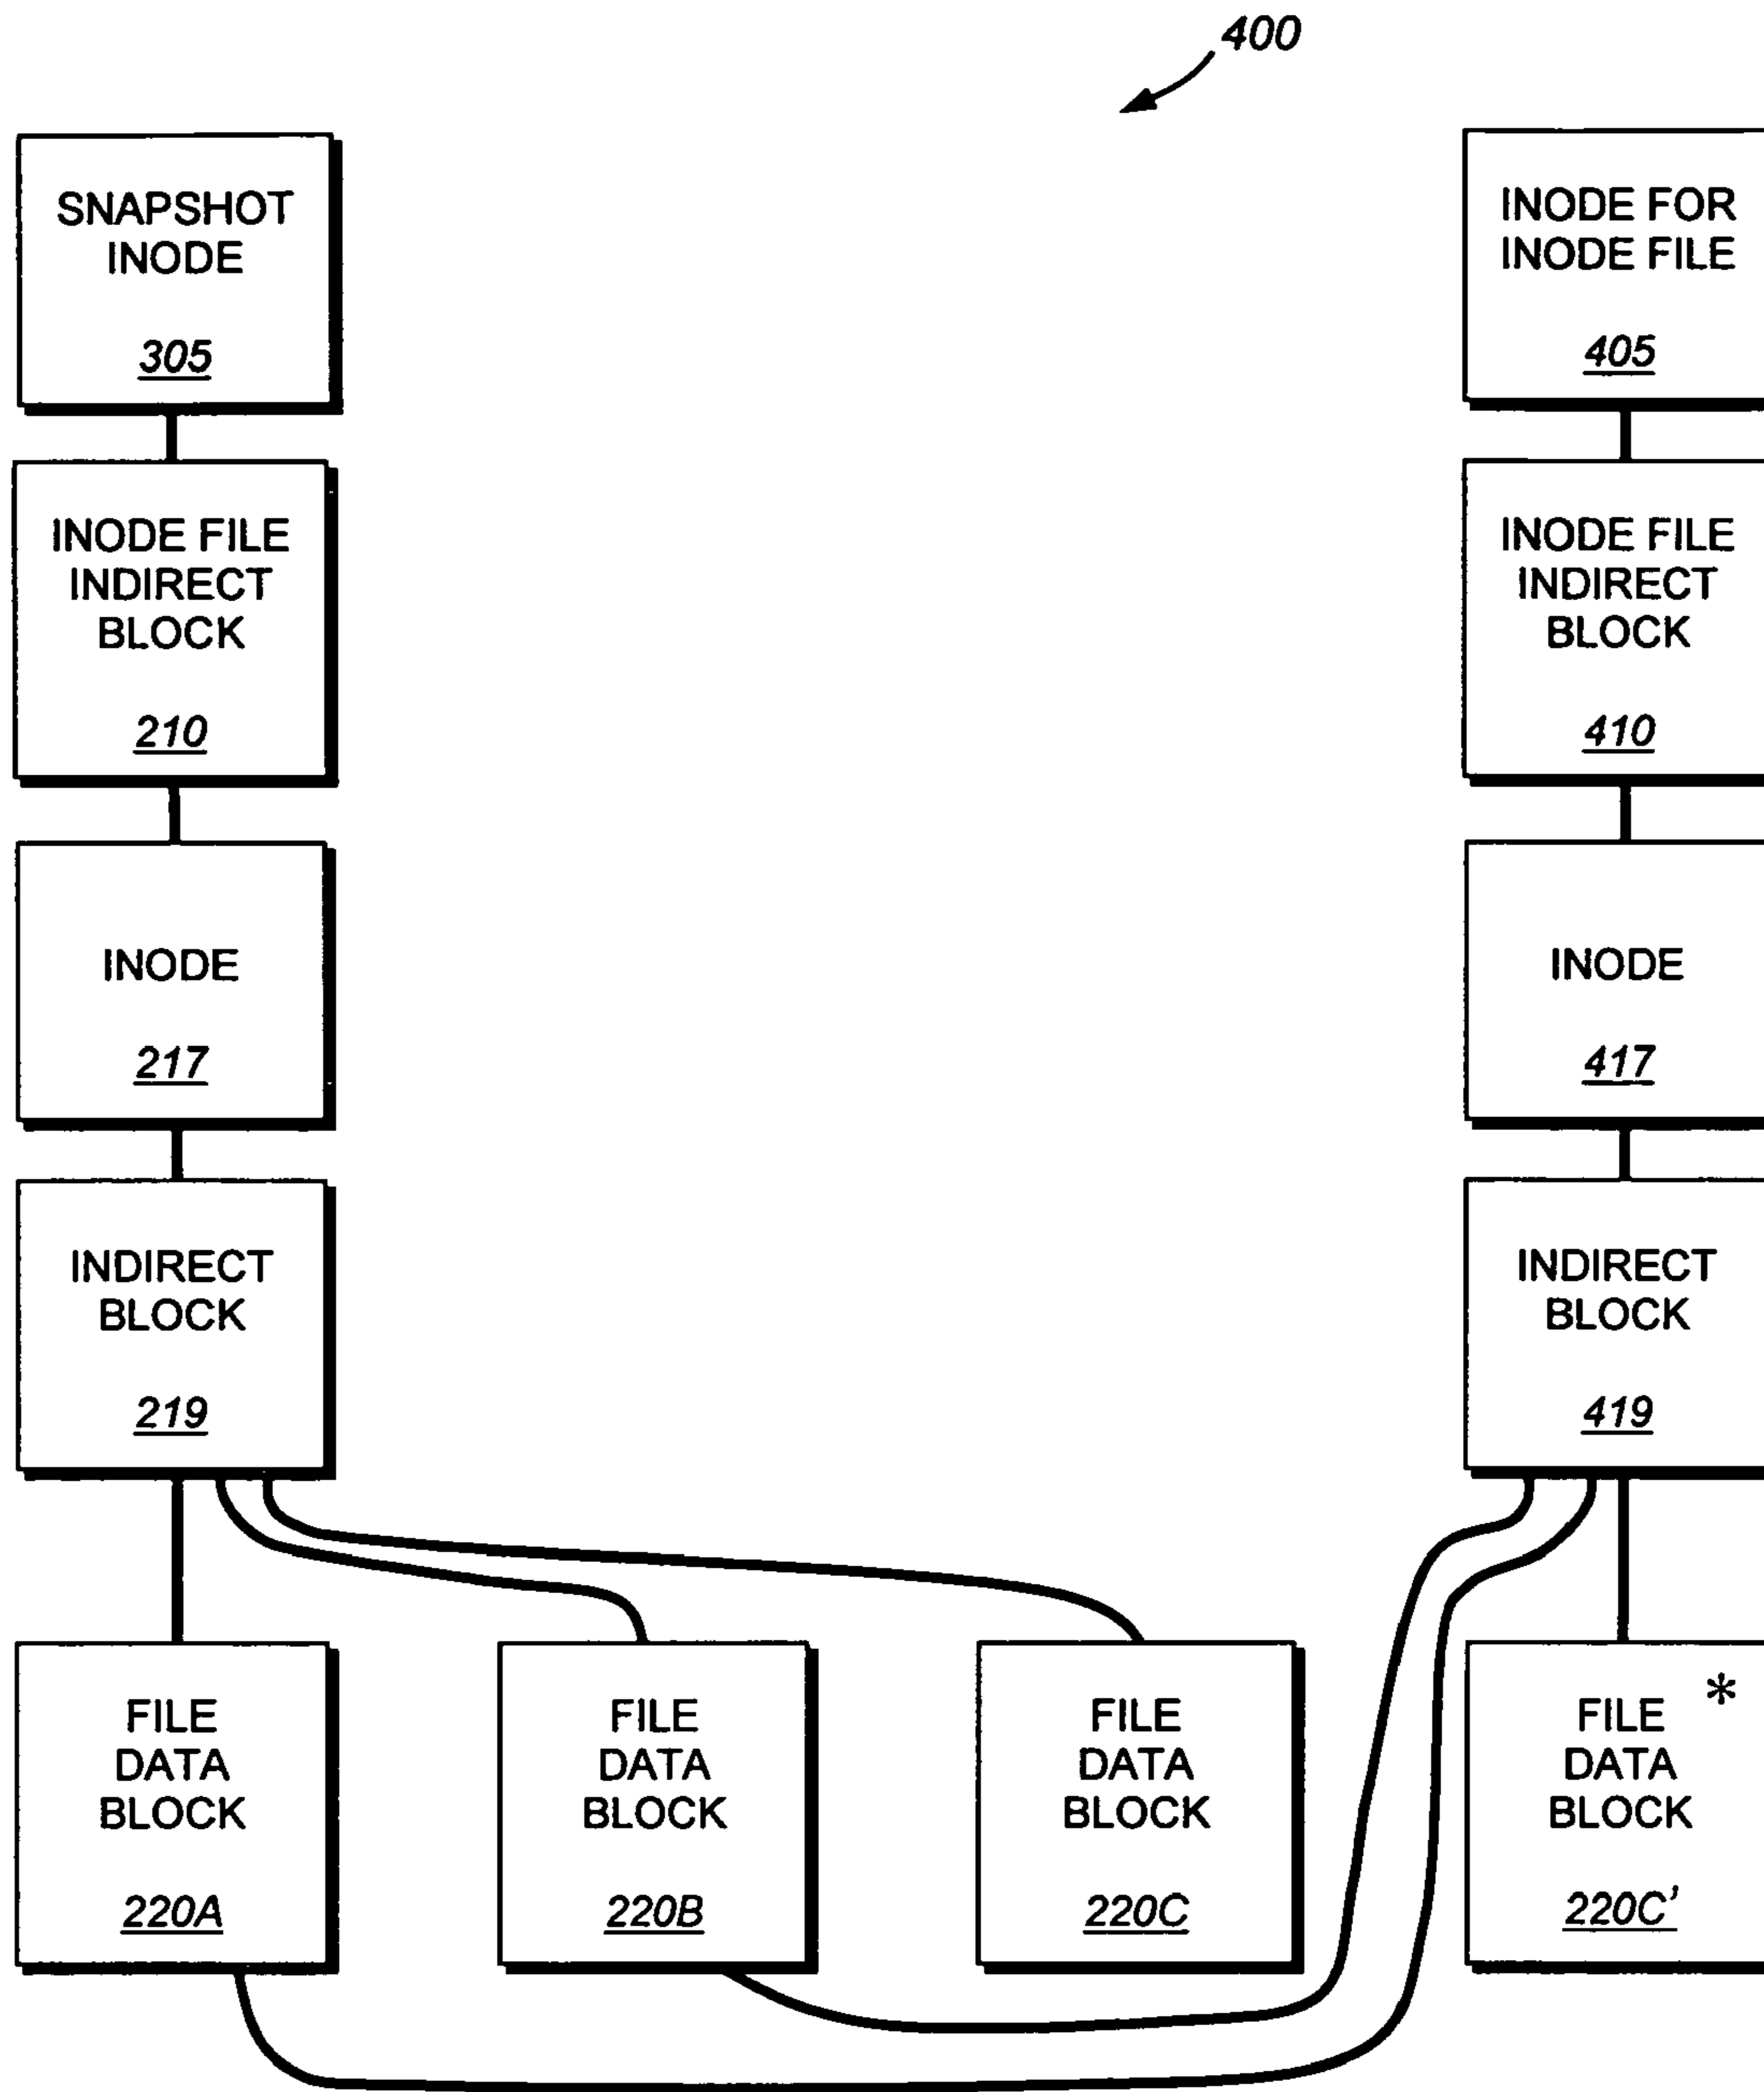 400
SNAPSHOT
INODE
305
INODE FOR
INODE FILE
405
INODE FILE
INDIRECT
BLOCK
210
INODE FILE
INDIRECT
BLOCK
410
INODE
217
INODE
417
INDIRECT
BLOCK
219
INDIRECT
BLOCK
419
FILE
DATA
BLOCK
220A
FILE
DATA
BLOCK
220B
FILE
DATA
BLOCK
220C
FILE *
DATA
BLOCK
220C'